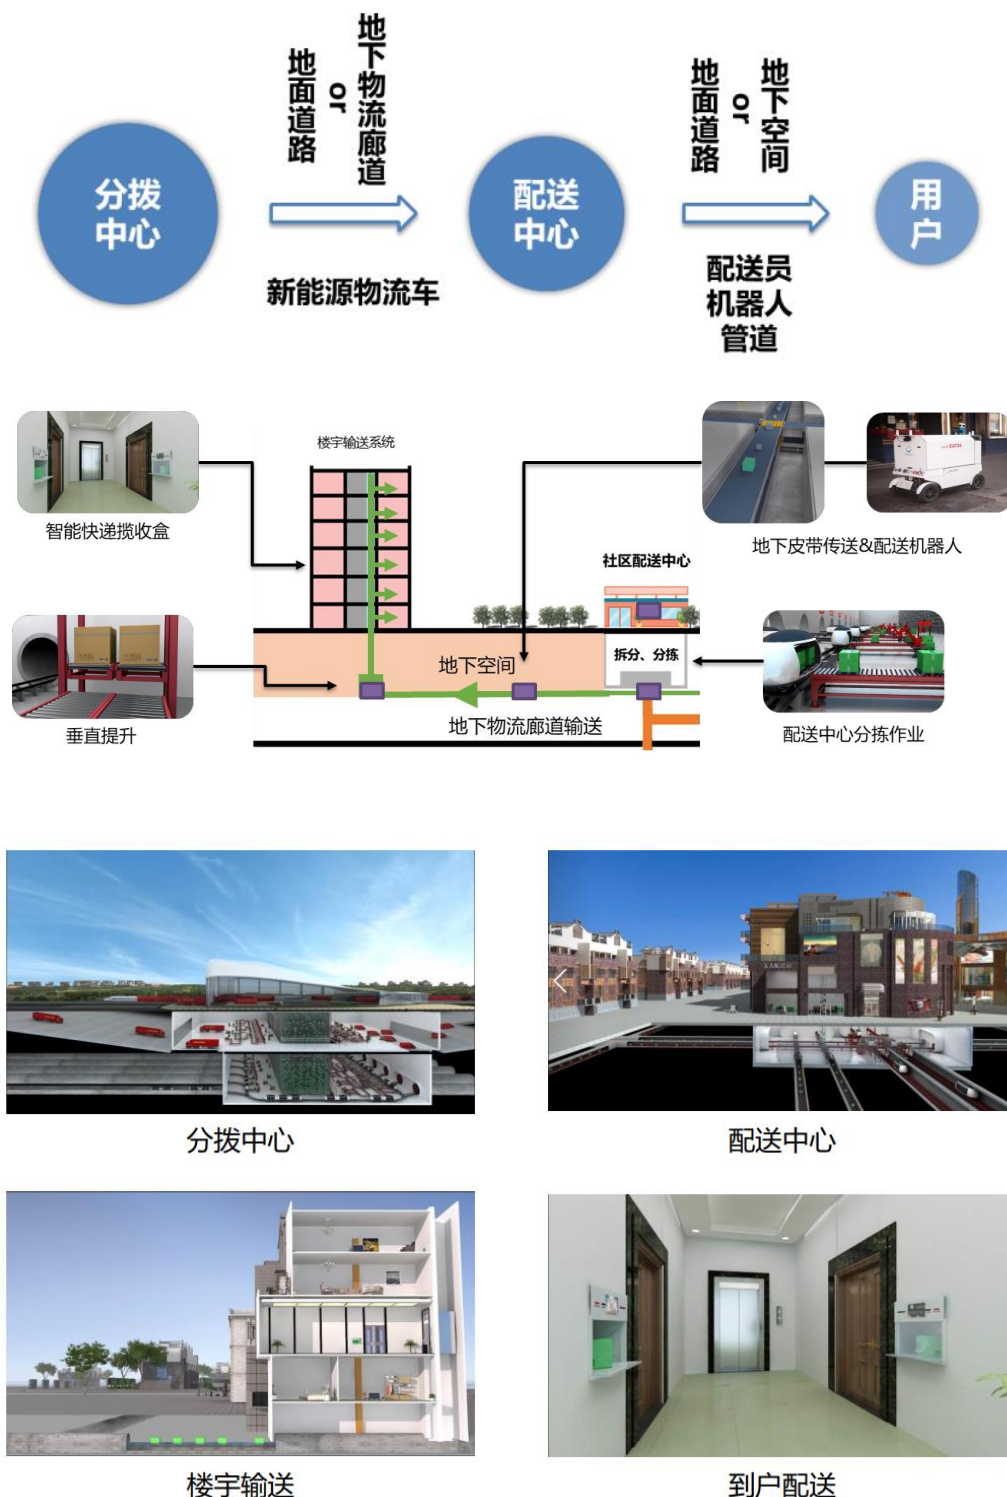 地面道路
or
地下物流廊道
地面道路
or
地下空间
分拨
中心
配送
中心
用
户
新能源物流车
配送员
机器人
管道
楼宇输送系统
智能快递揽收盒
地下皮带传送&配送机器人
社区配送中心
拆分、分拣
地下空间
地下物流廊道输送
垂直提升
配送中心分拣作业
分拨中心
配送中心
楼宇输送
到户配送